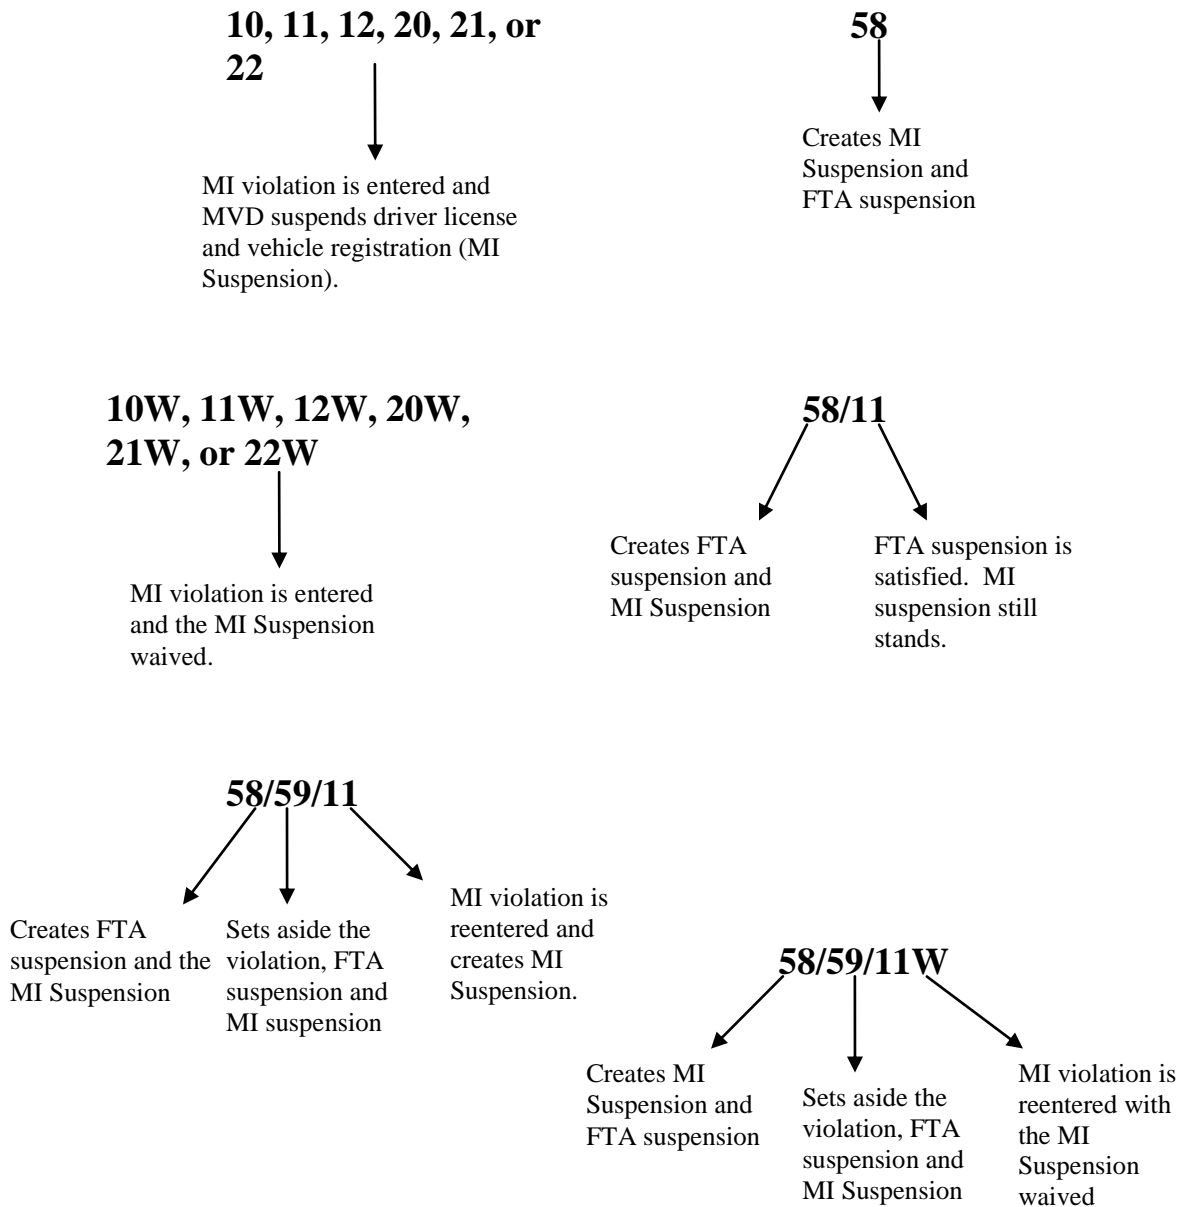 10, 11, 12, 20, 21, or
22
MI violation is entered and
MVD suspends driver license
and vehicle registration (MI
Suspension).
58
Creates MI
Suspension and
FTA suspension
10W, 11W, 12W, 20W,
21W, or 22W
MI violation is entered
and the MI Suspension
waived.
58/11
Creates FTA
suspension and
MI Suspension
FTA suspension is
satisfied.  MI
suspension still
stands.
58/59/11
Creates FTA
suspension and the
MI Suspension
Sets aside the
violation, FTA
suspension and
MI suspension
MI violation is
reentered and
creates MI
Suspension.
58/59/11W
Creates MI
Suspension and
FTA suspension
Sets aside the
violation, FTA
suspension and
MI Suspension
MI violation is
reentered with
the MI
Suspension
waived